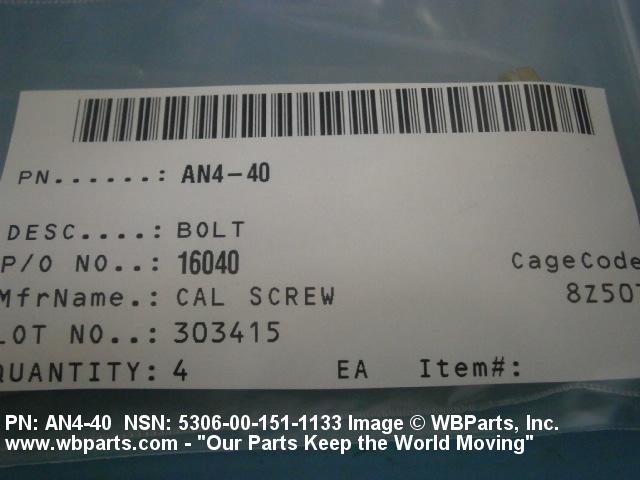 PN......: AN4-40
DESC....: BOLT
P/O NO..: 16040
CageCode
MfrName.: CAL SCREW
LOT NO..: 303415
QUANTITY: 4 EA Item#:
PN: AN4-40 NSN: 5306-00-151-1133 Image © WBParts, Inc.
www.wbparts.com - "Our Parts Keep the World Moving"